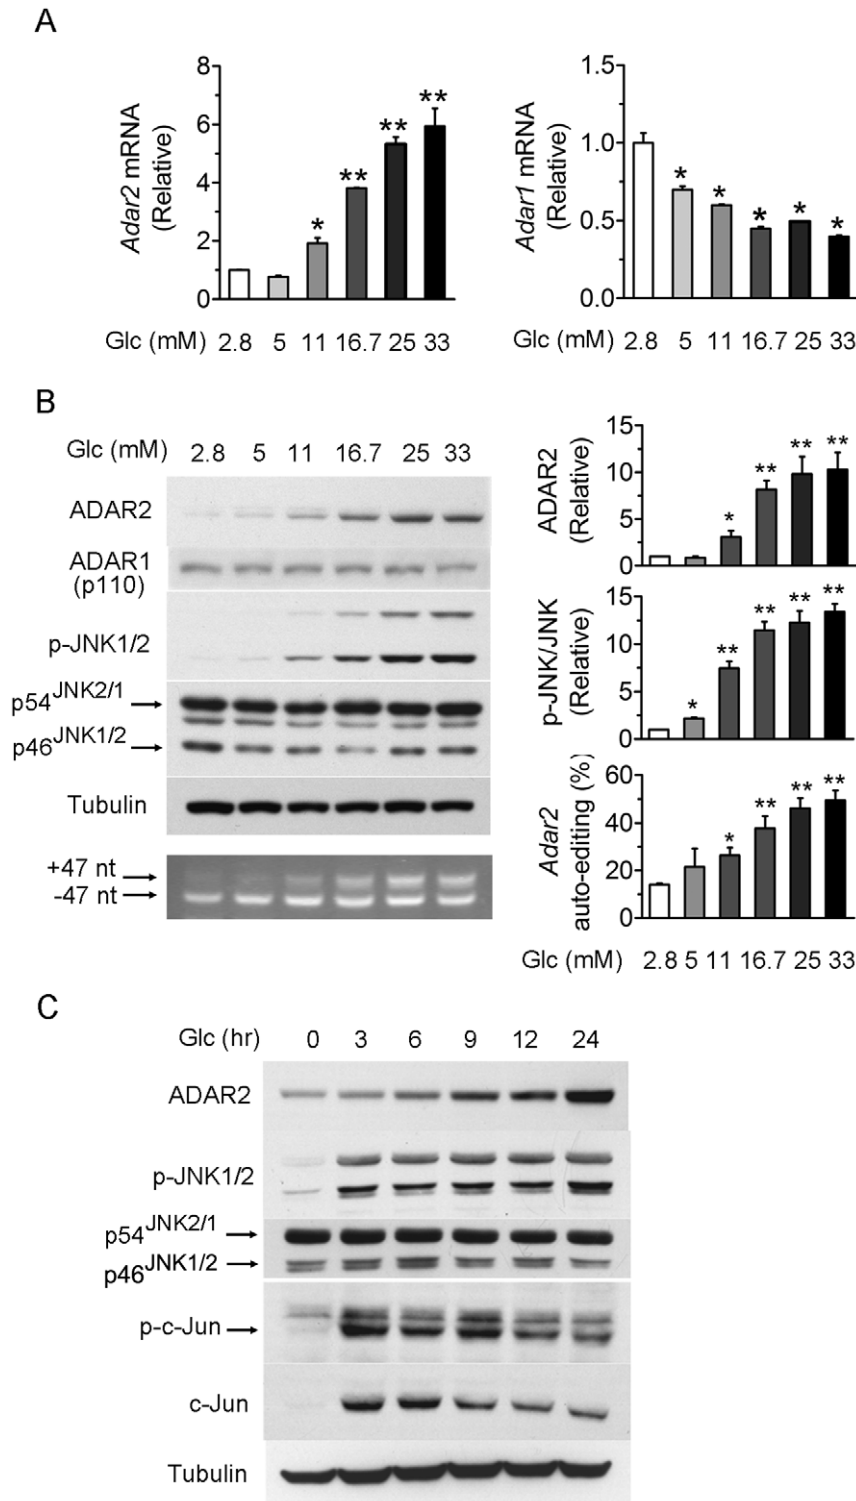 A
Adar2 mRNA
(Relative)
8
6
4
2
0
* ** ** **
Glc (mM) 2.8 5 11 16.7 25 33
Adar1 mRNA
(Relative)
1.5
1.0
0.5
0.0
* * * * *
Glc (mM) 2.8 5 11 16.7 25 33
B
Glc (mM) 2.8 5 11 16.7 25 33
ADAR2
ADAR1
(p110)
p-JNK1/2
p54JNK2/1
p46JNK1/2
Tubulin
+47 nt
-47 nt
ADAR2
(Relative)
15
10
5
0
* ** ** **
p-JNK/JNK
(Relative)
15
10
5
0
* ** ** ** **
Adar2
auto-editing (%)
60
40
20
0
* ** ** **
Glc (mM) 2.8 5 11 16.7 25 33
C
Glc (hr) 0 3 6 9 12 24
ADAR2
p-JNK1/2
p54JNK2/1
p46JNK1/2
p-c-Jun
c-Jun
Tubulin